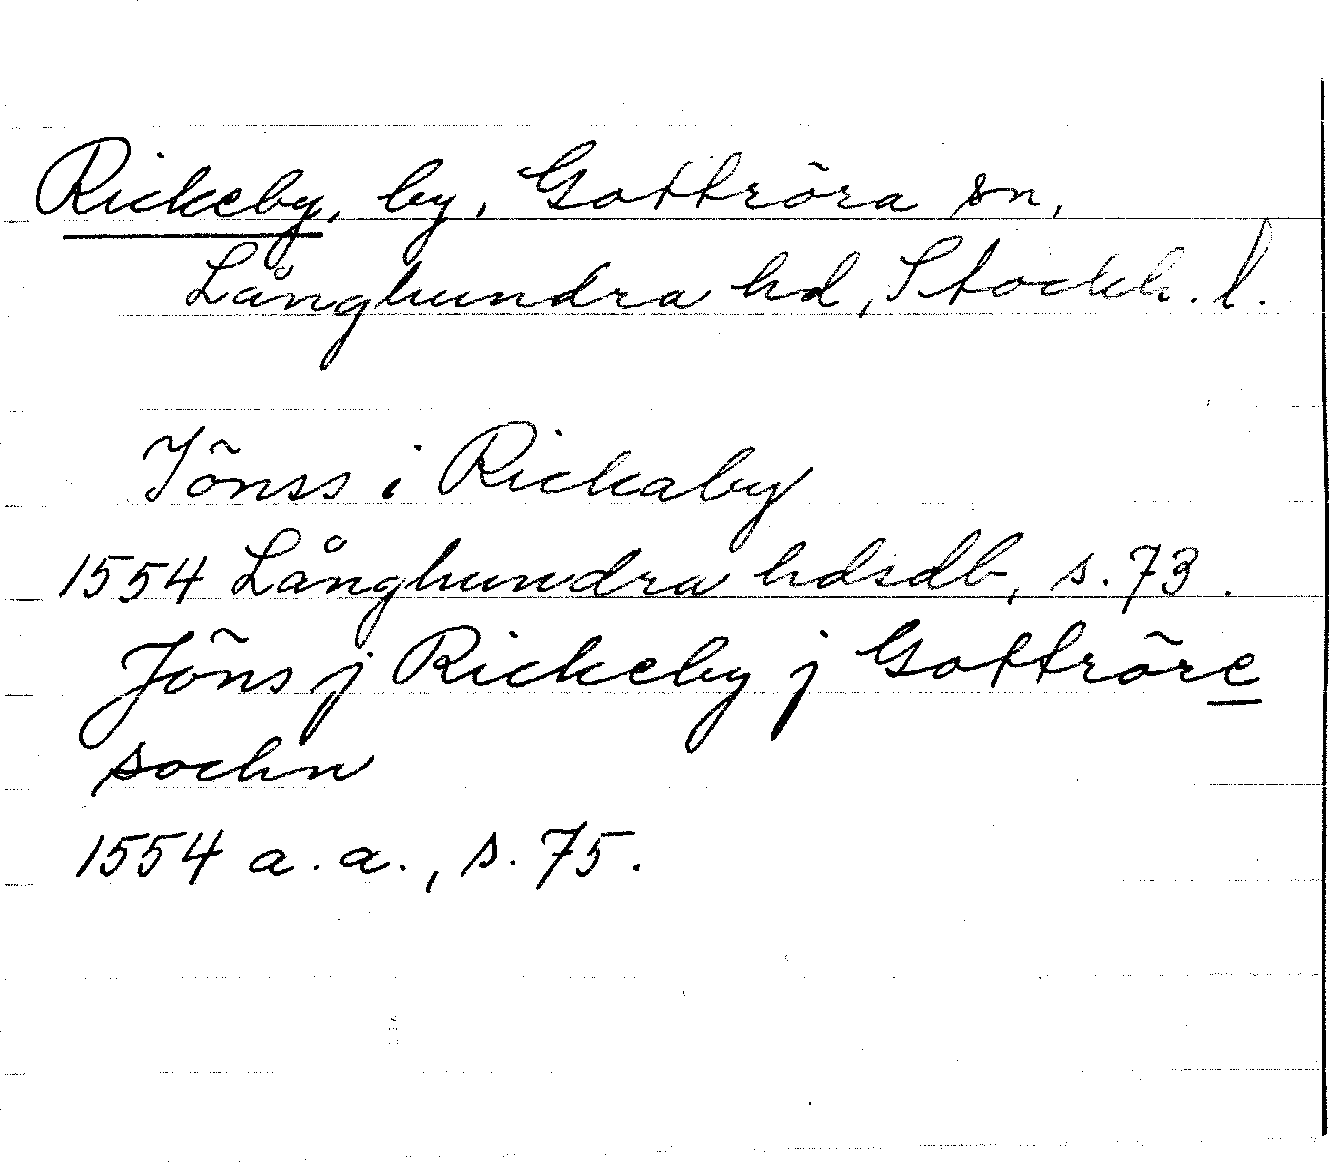 Rickeby, by, Gottröra sn,
Långhundra hd, Stockh. l.
Jönss i Rickaby
1554 Långhundra hdsdb, s. 73.
Jöns j Rickeby j Gottröre
sochn
1554 a. a., s. 75.